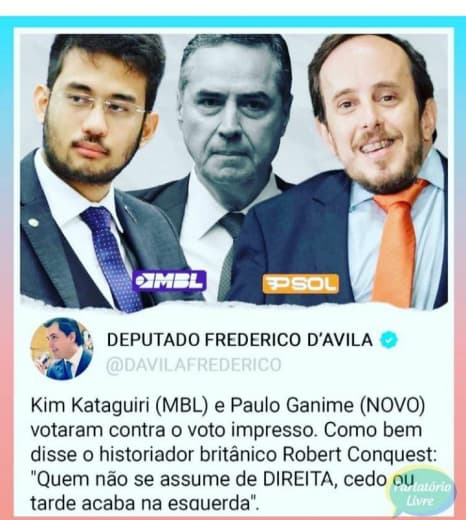 MBL
PSOL
DEPUTADO FREDERICO D'AVILA
@DAVILAFREDERICO
Kim Kataguiri (MBL) e Paulo Ganime (NOVO)
votaram contra o voto impresso. Como bem
disse o historiador britânico Robert Conquest:
"Quem não se assume de DIREITA, cedo ou
tarde acaba na esquerda".
Parlatório
Livre